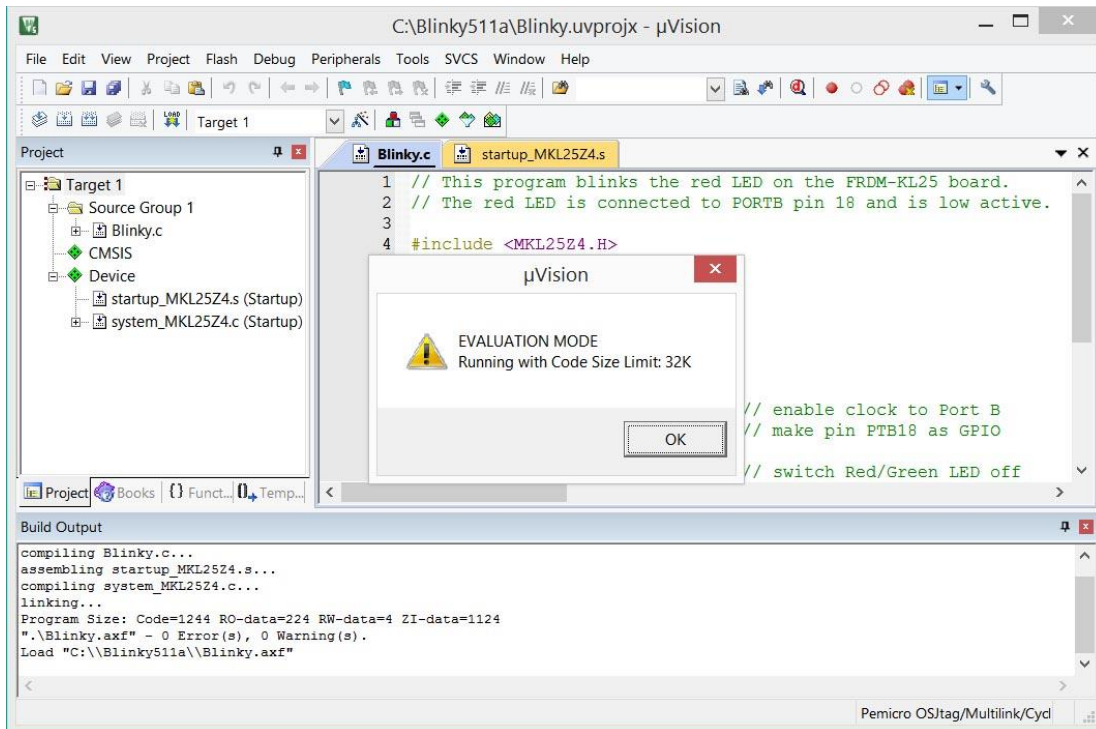 C:\Blinky511a\Blinky.uvprojx - µVision
File Edit View Project Flash Debug Peripherals Tools SVCS Window Help
LOAD Target 1
Project
Blinky.c startup_MKL25Z4.s
Target 1
Source Group 1
Blinky.c
CMSIS
Device
startup_MKL25Z4.s (Startup)
system_MKL25Z4.c (Startup)
Project Books {} Funct... 0 Temp...
1 // This program blinks the red LED on the FRDM-KL25 board.
2 // The red LED is connected to PORTB pin 18 and is low active.
3
4 #include <MKL25Z4.H>
µVision
EVALUATION MODE
Running with Code Size Limit: 32K
OK
// enable clock to Port B
// make pin PTB18 as GPIO
// switch Red/Green LED off
Build Output
compiling Blinky.c...
assembling startup_MKL25Z4.s...
compiling system_MKL25Z4.c...
linking...
Program Size: Code=1244 RO-data=224 RW-data=4 ZI-data=1124
".\Blinky.axf" - 0 Error(s), 0 Warning(s).
Load "C:\\Blinky511a\\Blinky.axf"
Pemicro OSJtag/Multilink/Cycl